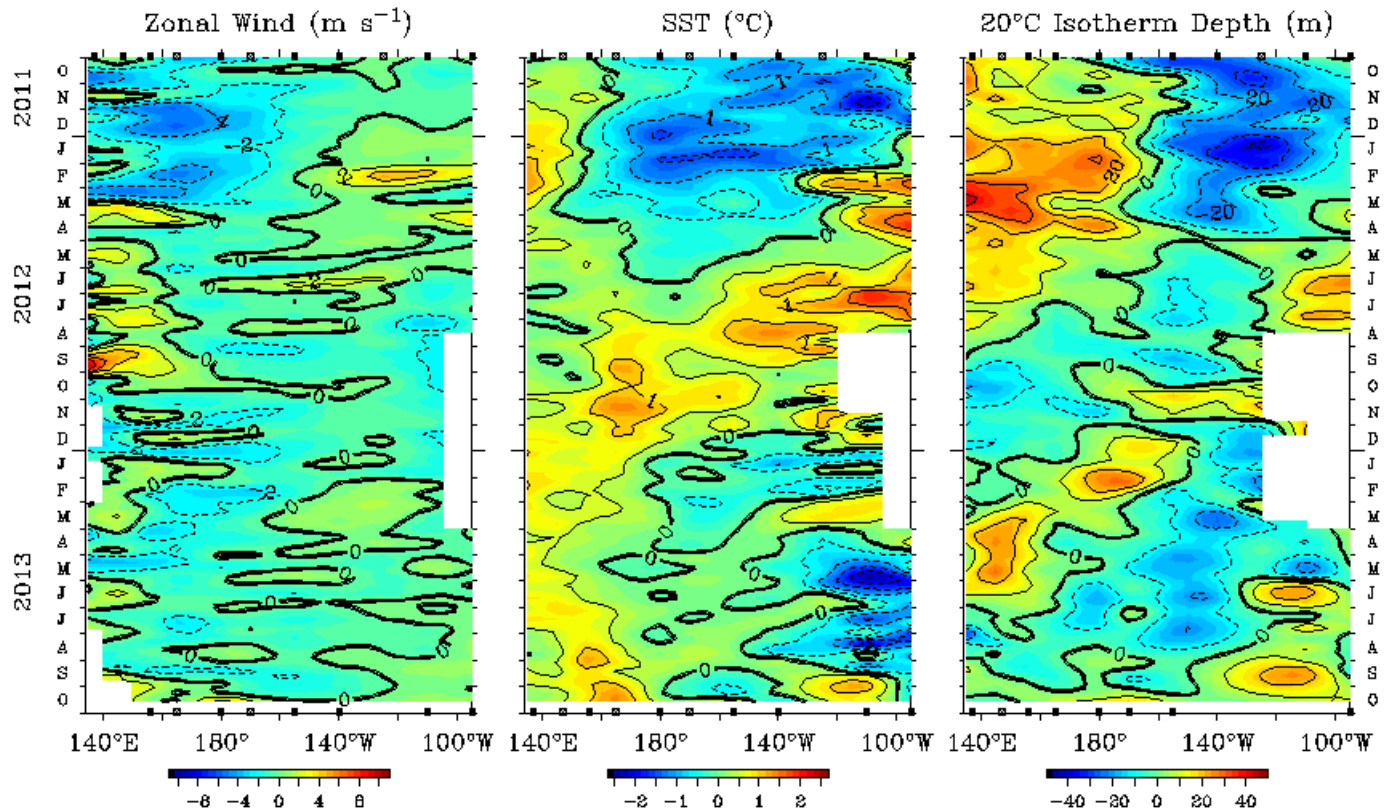 Zonal Wind (m s⁻¹) SST (°C) 20°C Isotherm Depth (m)
2011
2012
2013
O
N
D
J
F
M
A
M
J
J
A
S
O
N
D
J
F
M
A
M
J
J
A
S
O
O
N
D
J
F
M
A
M
J
J
A
S
O
N
D
J
F
M
A
M
J
J
A
S
O
140°E 180° 140°W 100°W 140°E 180° 140°W 100°W 140°E 180° 140°W 100°W
-8 -4 0 4 8 -2 -1 0 1 2 -40 -20 0 20 40